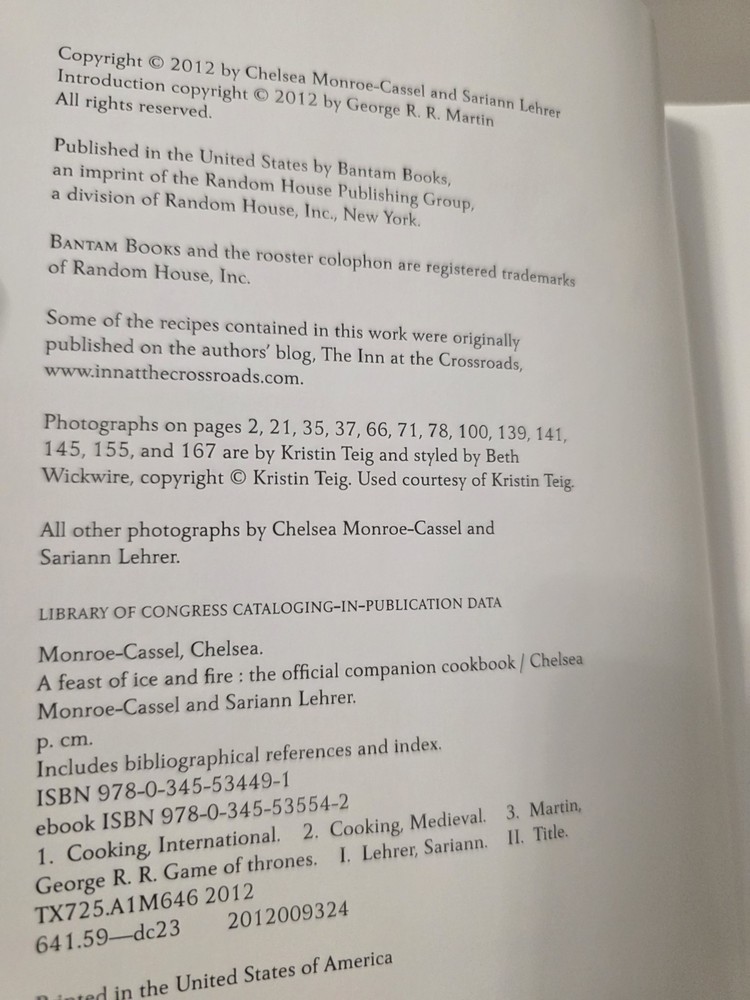 Copyright © 2012 by Chelsea Monroe-Cassel and Sariann Lehrer
Introduction copyright © 2012 by George R. R. Martin
All rights reserved.
Published in the United States by Bantam Books,
an imprint of the Random House Publishing Group,
a division of Random House, Inc., New York.
BANTAM BOOKS and the rooster colophon are registered trademarks
of Random House, Inc.
Some of the recipes contained in this work were originally
published on the authors' blog, The Inn at the Crossroads,
www.innatthecrossroads.com.
Photographs on pages 2, 21, 35, 37, 66, 71, 78, 100, 139, 141,
145, 155, and 167 are by Kristin Teig and styled by Beth
Wickwire, copyright © Kristin Teig. Used courtesy of Kristin Teig.
All other photographs by Chelsea Monroe-Cassel and
Sariann Lehrer.
LIBRARY OF CONGRESS CATALOGING-IN-PUBLICATION DATA
Monroe-Cassel, Chelsea.
A feast of ice and fire : the official companion cookbook / Chelsea
Monroe-Cassel and Sariann Lehrer.
p. cm.
Includes bibliographical references and index.
ISBN 978-0-345-53449-1
ebook ISBN 978-0-345-53554-2
1. Cooking, International. 2. Cooking, Medieval. 3. Martin,
George R. R. Game of thrones. I. Lehrer, Sariann. II. Title.
TX725.A1M646 2012
641.59—dc23 2012009324
Printed in the United States of America